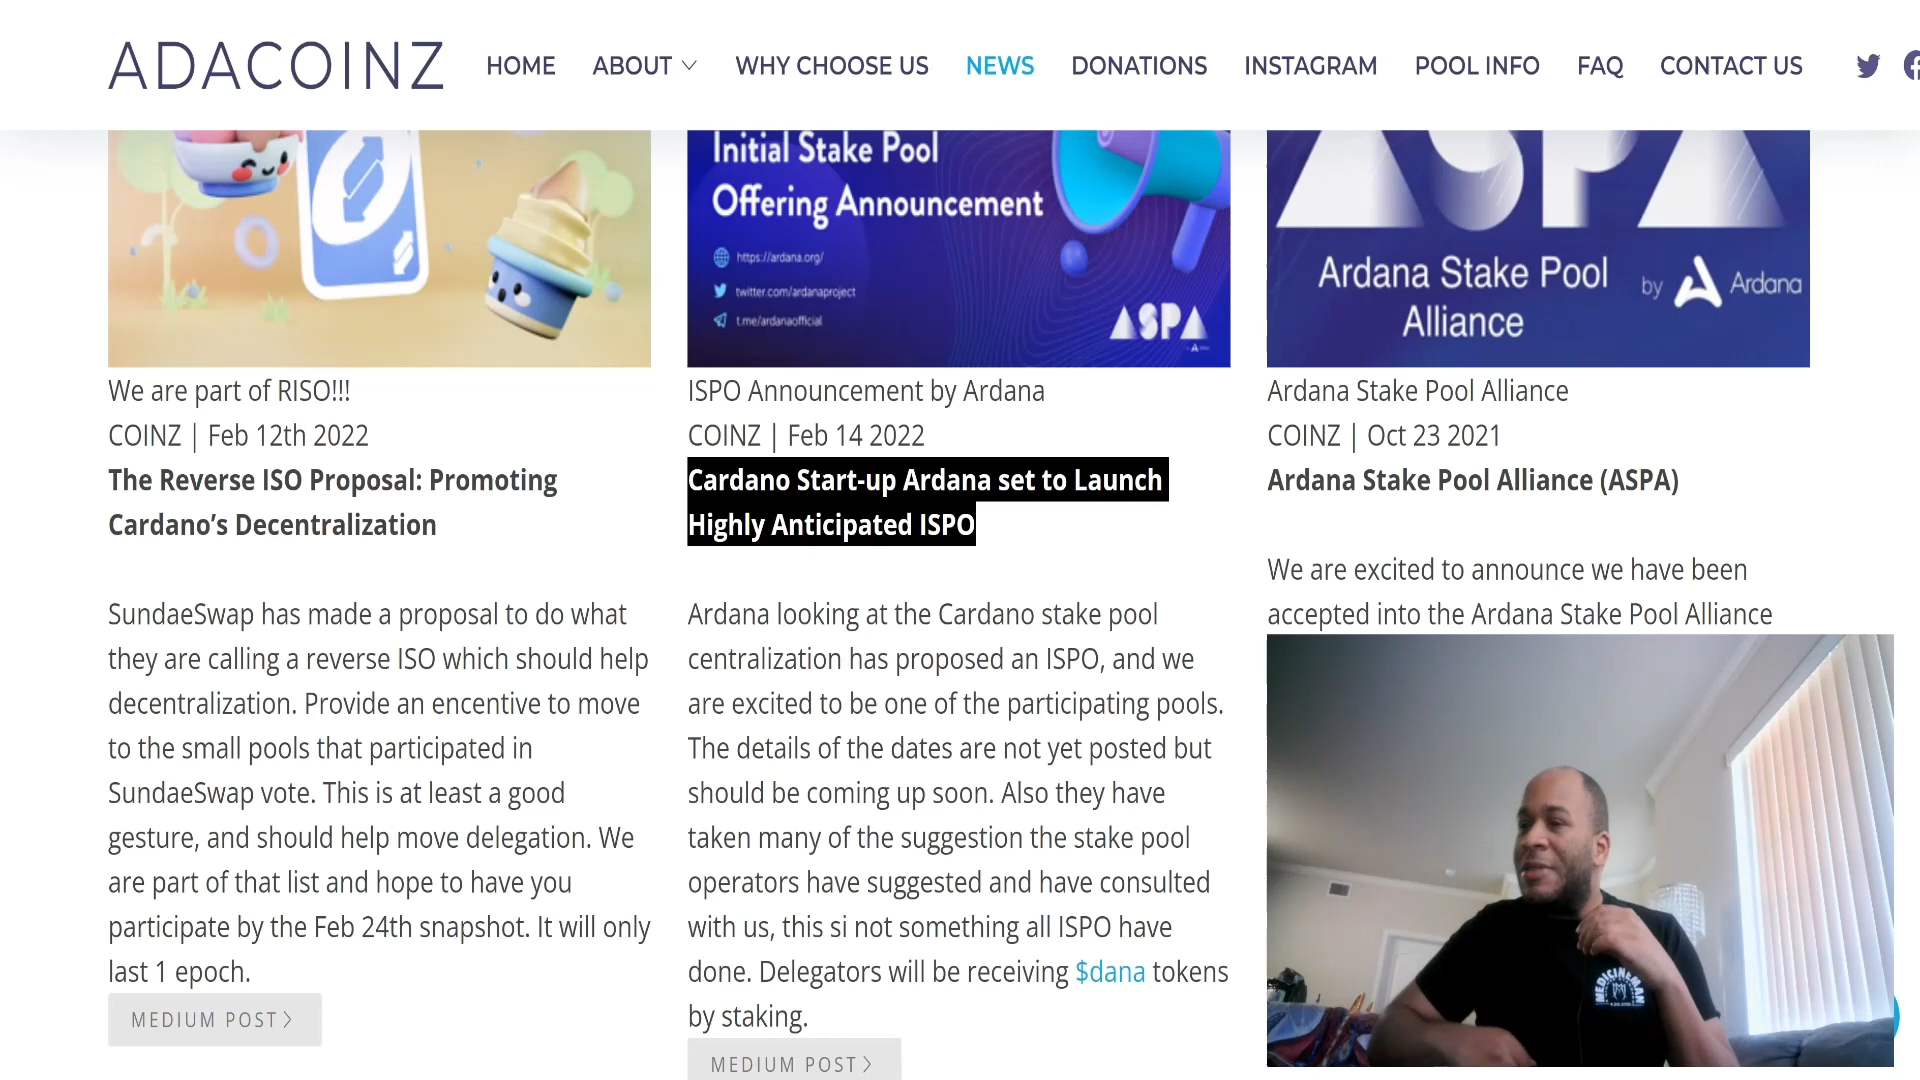 ADACOINZ
HOME ABOUT WHY CHOOSE US NEWS DONATIONS INSTAGRAM POOL INFO FAQ CONTACT US
Initial Stake Pool
Offering Announcement
https://ardana.org/
twitter.com/ardanaproject
t.me/ardanaofficial
ASPA
ASPA
Ardana Stake Pool
Alliance
by Ardana
We are part of RISO!!!
COINZ | Feb 12th 2022
The Reverse ISO Proposal: Promoting
Cardano’s Decentralization
SundaeSwap has made a proposal to do what
they are calling a reverse ISO which should help
decentralization. Provide an encentive to move
to the small pools that participated in
SundaeSwap vote. This is at least a good
gesture, and should help move delegation. We
are part of that list and hope to have you
participate by the Feb 24th snapshot. It will only
last 1 epoch.
MEDIUM POST
ISPO Announcement by Ardana
COINZ | Feb 14 2022
Cardano Start-up Ardana set to Launch
Highly Anticipated ISPO
Ardana looking at the Cardano stake pool
centralization has proposed an ISPO, and we
are excited to be one of the participating pools.
The details of the dates are not yet posted but
should be coming up soon. Also they have
taken many of the suggestion the stake pool
operators have suggested and have consulted
with us, this si not something all ISPO have
done. Delegators will be receiving $dana tokens
by staking.
MEDIUM POST
Ardana Stake Pool Alliance
COINZ | Oct 23 2021
Ardana Stake Pool Alliance (ASPA)
We are excited to announce we have been
accepted into the Ardana Stake Pool Alliance
MEDICINEMAN